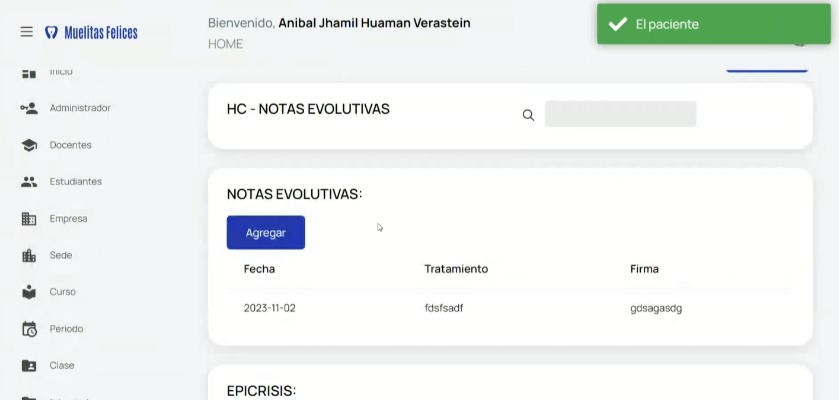 Muelitas Felices
Bienvenido, Anibal Jhamil Huaman Verastein
HOME
El paciente
Inicio
Administrador
Docentes
Estudiantes
Empresa
Sede
Curso
Periodo
Clase
HC - NOTAS EVOLUTIVAS
NOTAS EVOLUTIVAS:
Agregar
Fecha Tratamiento Firma
2023-11-02 fdsfsadf gdsagasdg
EPICRISIS: